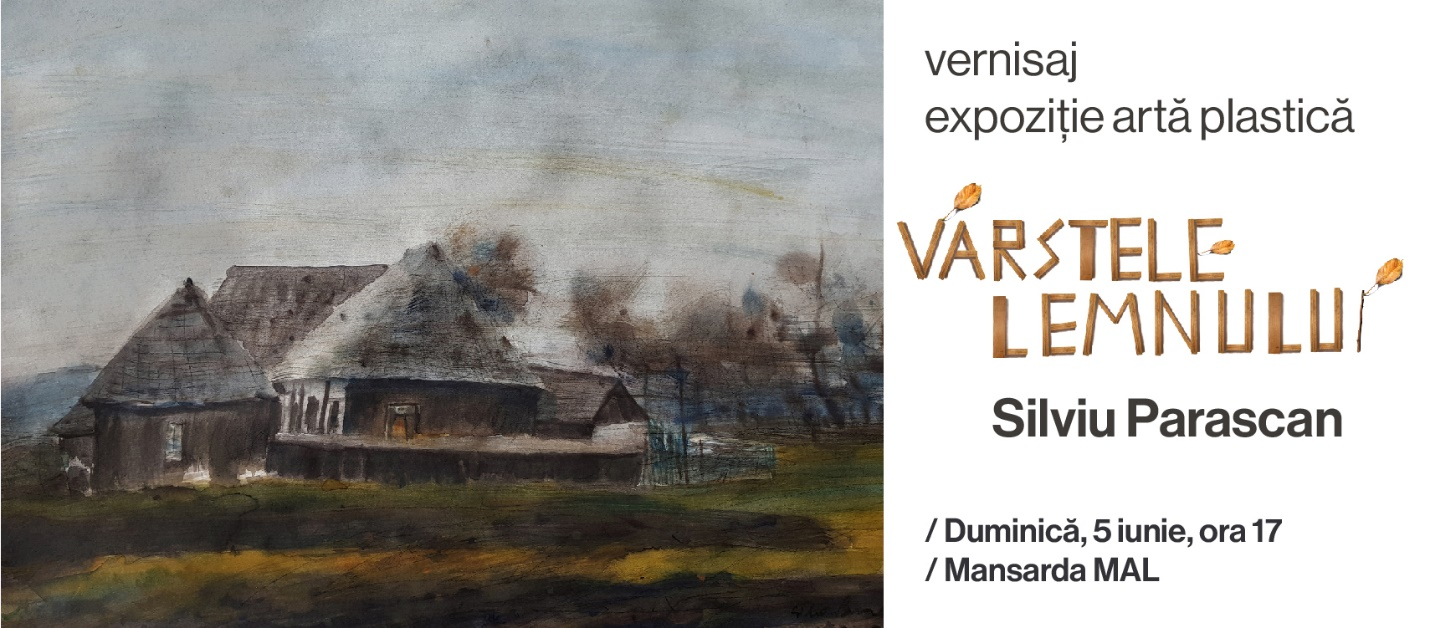 vernisaj
expoziție artă plastică
VÂRSTELE
LEMNULUI
Silviu Parascan
/ Duminică, 5 iunie, ora 17
/ Mansarda MAL